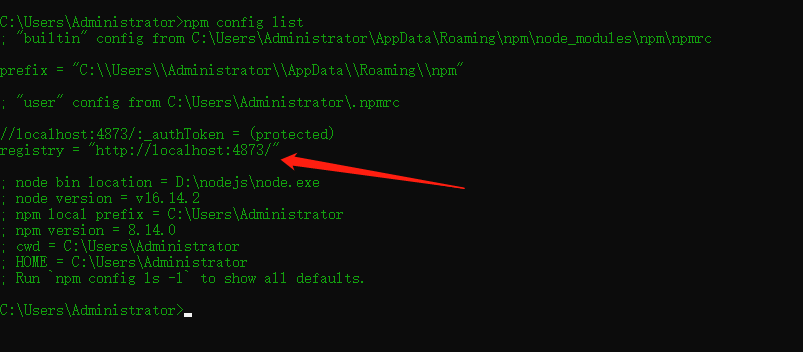 C:\Users\Administrator>npm config list
; "builtin" config from C:\Users\Administrator\AppData\Roaming\npm\node_modules\npm\npmrc
prefix = "C:\\Users\\Administrator\\AppData\\Roaming\\npm"
; "user" config from C:\Users\Administrator\.npmrc
//localhost:4873/:_authToken = (protected)
registry = "http://localhost:4873/"
; node bin location = D:\nodejs\node.exe
; node version = v16.14.2
; npm local prefix = C:\Users\Administrator
; npm version = 8.14.0
; cwd = C:\Users\Administrator
; HOME = C:\Users\Administrator
; Run `npm config ls -l` to show all defaults.
C:\Users\Administrator>